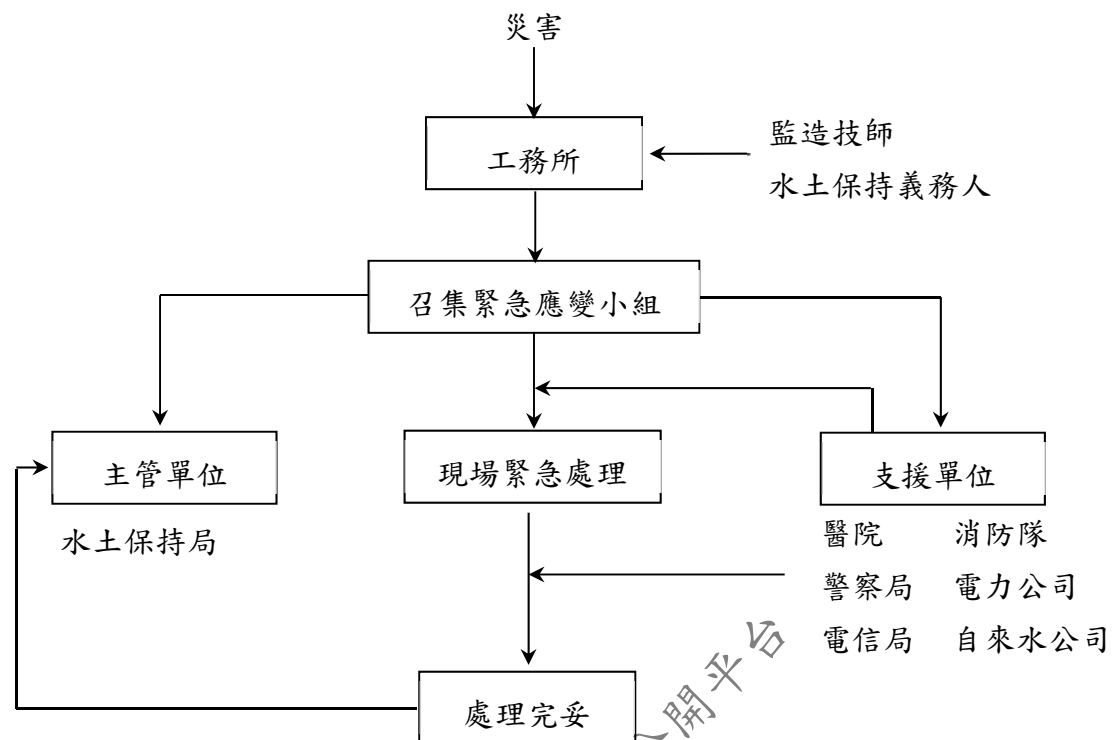 災害
工務所
監造技師
水土保持義務人
召集緊急應變小組
主管單位
現場緊急處理
支援單位
水土保持局
醫院 消防隊
警察局 電力公司
電信局 自來水公司
處理完妥
開平台